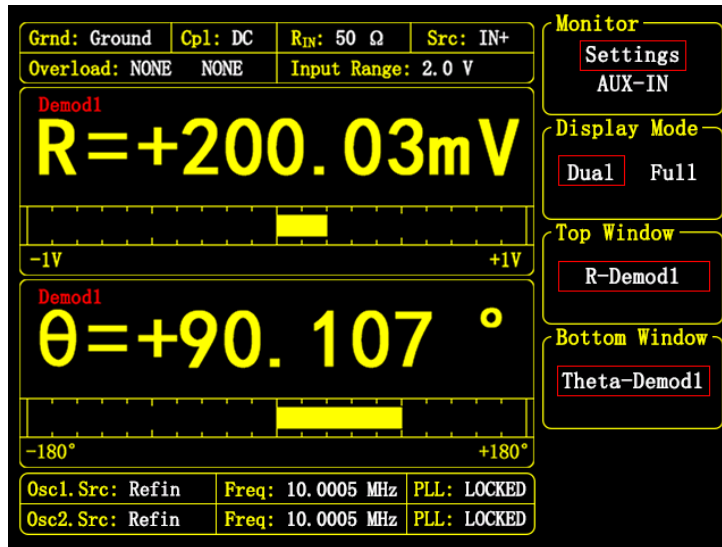 Grnd: Ground Cpl: DC RIN: 50 Ω Src: IN+
Overload: NONE NONE Input Range: 2.0 V
Demod1
R=+200.03mV
-1V +1V
Demod1
θ=+90.107 °
-180° +180°
Osc1.Src: Refin Freq: 10.0005 MHz PLL: LOCKED
Osc2.Src: Refin Freq: 10.0005 MHz PLL: LOCKED
Monitor
Settings
AUX-IN
Display Mode
Dual Full
Top Window
R-Demod1
Bottom Window
Theta-Demod1